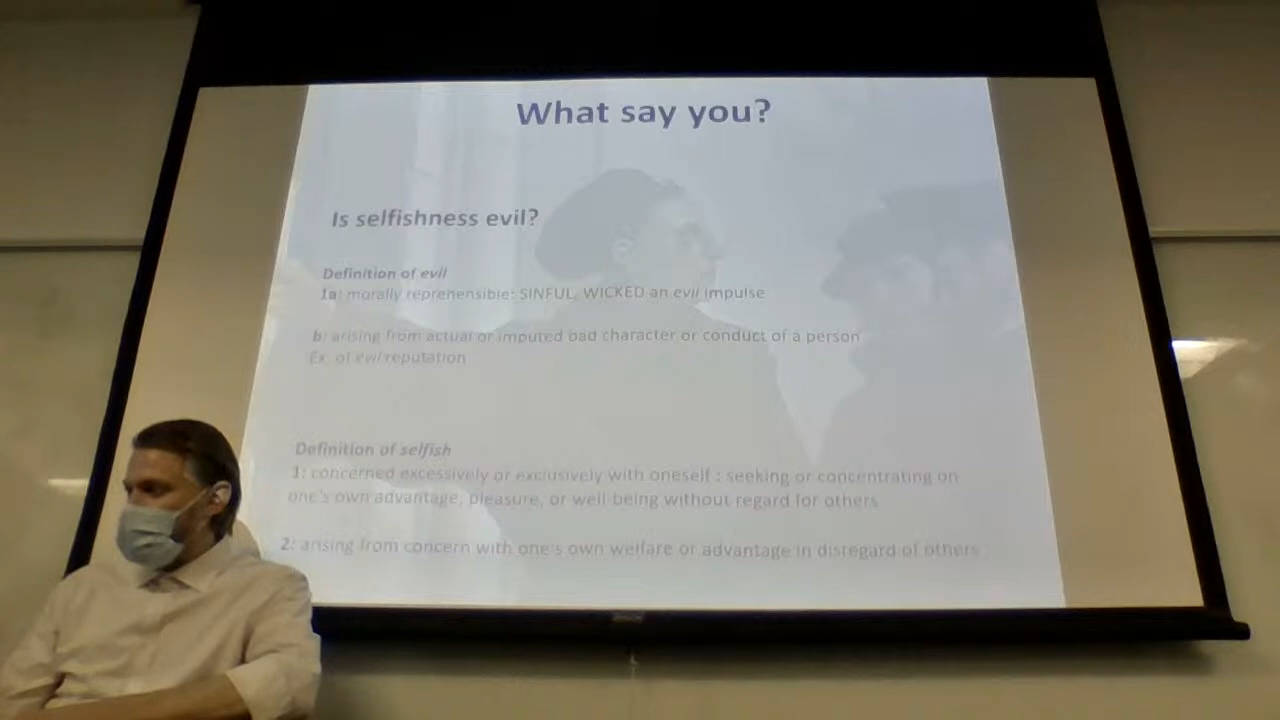 What say you?
Is selfishness evil?
Definition of evil
1a: morally reprehensible: SINFUL, WICKED an evil impulse
b: arising from actual or imputed bad character or conduct of a person
Ex. of evil reputation
Definition of selfish
1: concerned excessively or exclusively with oneself : seeking or concentrating on
one's own advantage, pleasure, or well-being without regard for others
2: arising from concern with one's own welfare or advantage in disregard of others